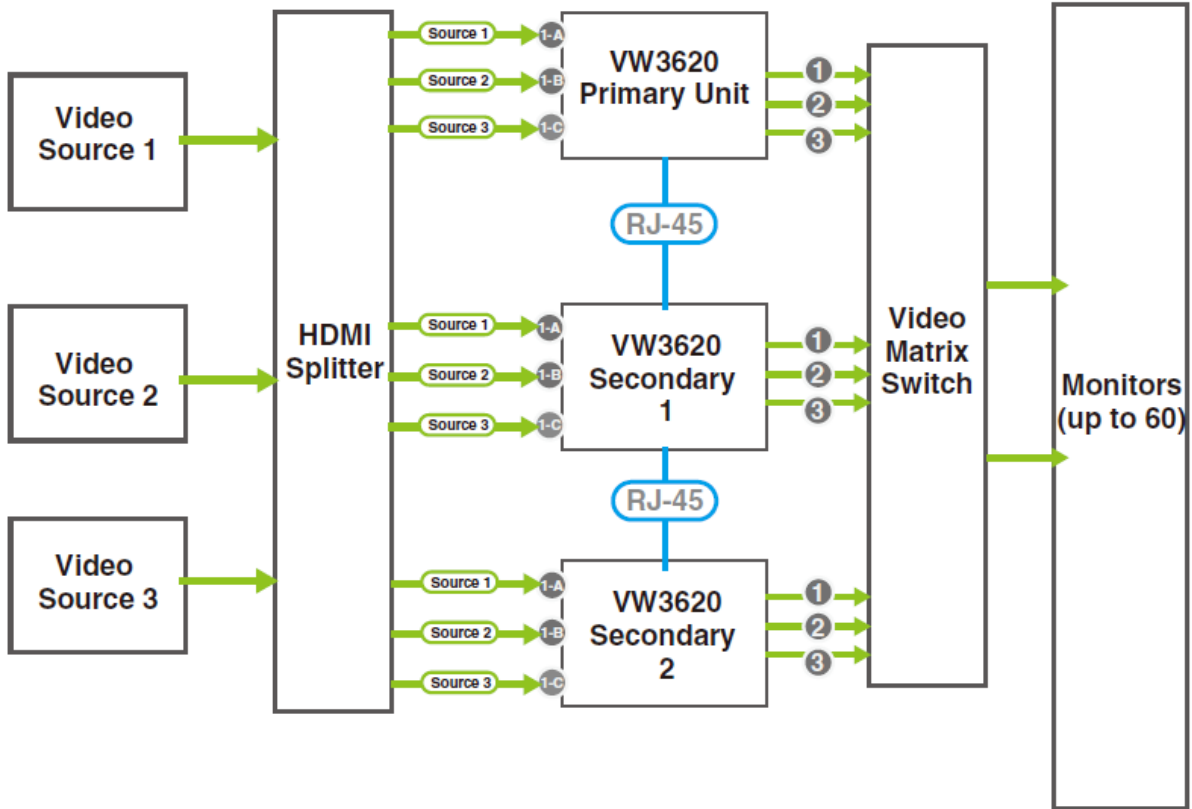 Video
Source 1
Video
Source 2
Video
Source 3
HDMI
Splitter
Source 1
1-A
Source 2
1-B
Source 3
1-C
VW3620
Primary Unit
1
2
3
RJ-45
Source 1
1-A
Source 2
1-B
Source 3
1-C
VW3620
Secondary
1
1
2
3
RJ-45
Source 1
1-A
Source 2
1-B
Source 3
1-C
VW3620
Secondary
2
1
2
3
Video
Matrix
Switch
Monitors
(up to 60)